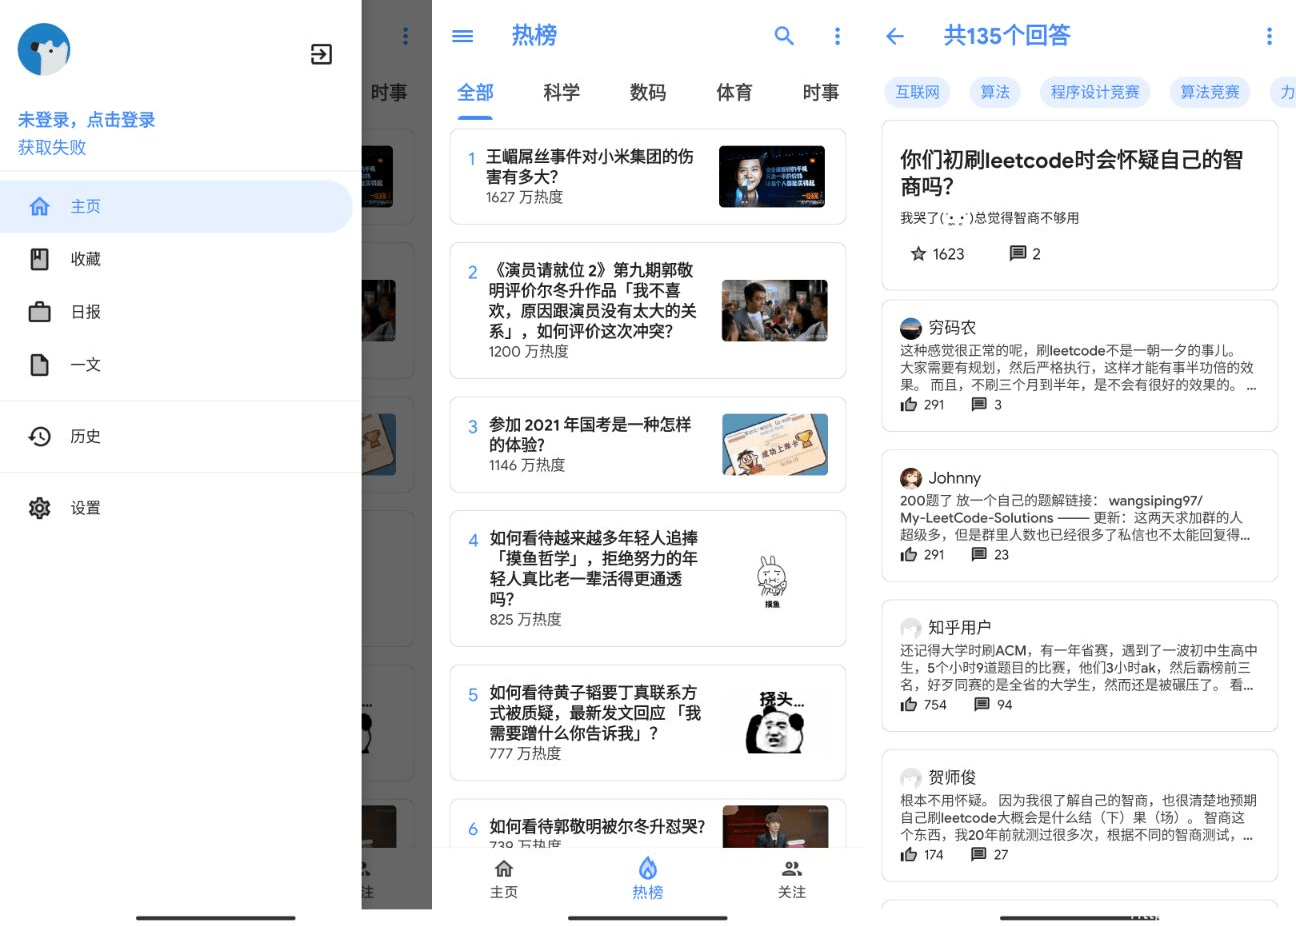 未登录，点击登录
获取失败
主页
收藏
日报
一文
历史
设置
时事
注
热榜
全部
科学
数码
体育
时事
1
王嵋屌丝事件对小米集团的伤
害有多大？
1627 万热度
2
《演员请就位 2》第九期郭敬
明评价尔冬升作品「我不喜
欢，原因跟演员没有太大的关
系」，如何评价这次冲突？
1200 万热度
3
参加 2021 年国考是一种怎样
的体验？
1146 万热度
成功上岸卡
4
如何看待越来越多年轻人追捧
「摸鱼哲学」，拒绝努力的年
轻人真比老一辈活得更通透
吗？
825 万热度
摸鱼
5
如何看待黄子韬要丁真联系方
式被质疑，最新发文回应 「我
需要蹭什么你告诉我」？
777 万热度
挠头...
6
如何看待郭敬明被尔冬升怼哭？
739 万热度
主页
热榜
关注
共135个回答
互联网
算法
程序设计竞赛
算法竞赛
力
你们初刷leetcode时会怀疑自己的智
商吗？
我哭了(·̩̩̩_·̩̩̩)总觉得智商不够用
1623
2
穷码农
这种感觉很正常的呢，刷leetcode不是一朝一夕的事儿。
大家需要有规划，然后严格执行，这样才能有事半功倍的效
果。 而且，不刷三个月到半年，是不会有很好的效果的。 ...
291
3
Johnny
200题了 放一个自己的题解链接： wangsiping97/
My-LeetCode-Solutions —— 更新：这两天求加群的人
超级多，但是群里人数也已经很多了私信也不太能回复得...
291
23
知乎用户
还记得大学时刷ACM，有一年省赛，遇到了一波初中生高中
生，5个小时9道题目的比赛，他们3小时ak，然后霸榜前三
名，好歹同赛的是全省的大学生，然而还是被碾压了。 看...
754
94
贺师俊
根本不用怀疑。 因为我很了解自己的智商，也很清楚地预期
自己刷leetcode大概会是什么结（下）果（场）。 智商这
个东西，我20年前就测过很多次，根据不同的智商测试，...
174
27